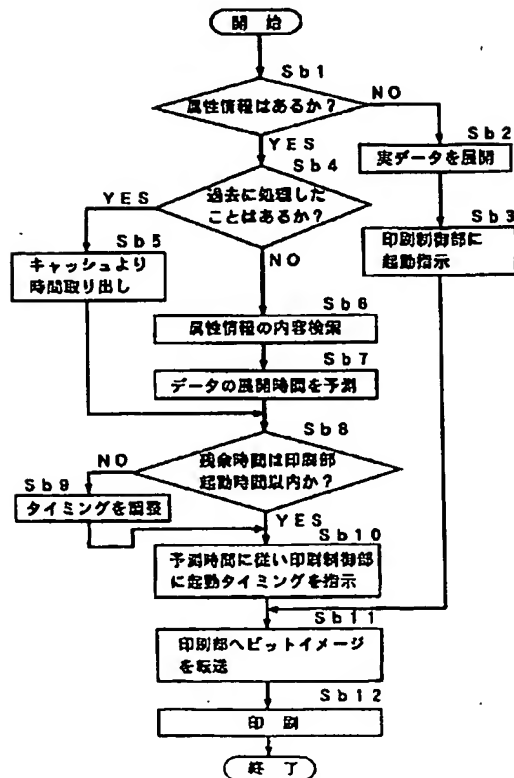 開始
Sb1
属性情報はあるか?
NO
YES
Sb2
実データを展開
Sb4
過去に処理した
ことはあるか?
YES
NO
Sb3
印刷制御部に
起動指示
Sb5
キャッシュより
時間取り出し
Sb6
属性情報の内容検索
Sb7
データの展開時間を予測
Sb8
残余時間は印刷部
起動時間以内か?
NO
YES
Sb9
タイミングを調整
Sb10
予測時間に従い印刷制御部
に起動タイミングを指示
Sb11
印刷部へビットイメージ
を転送
Sb12
印刷
終了